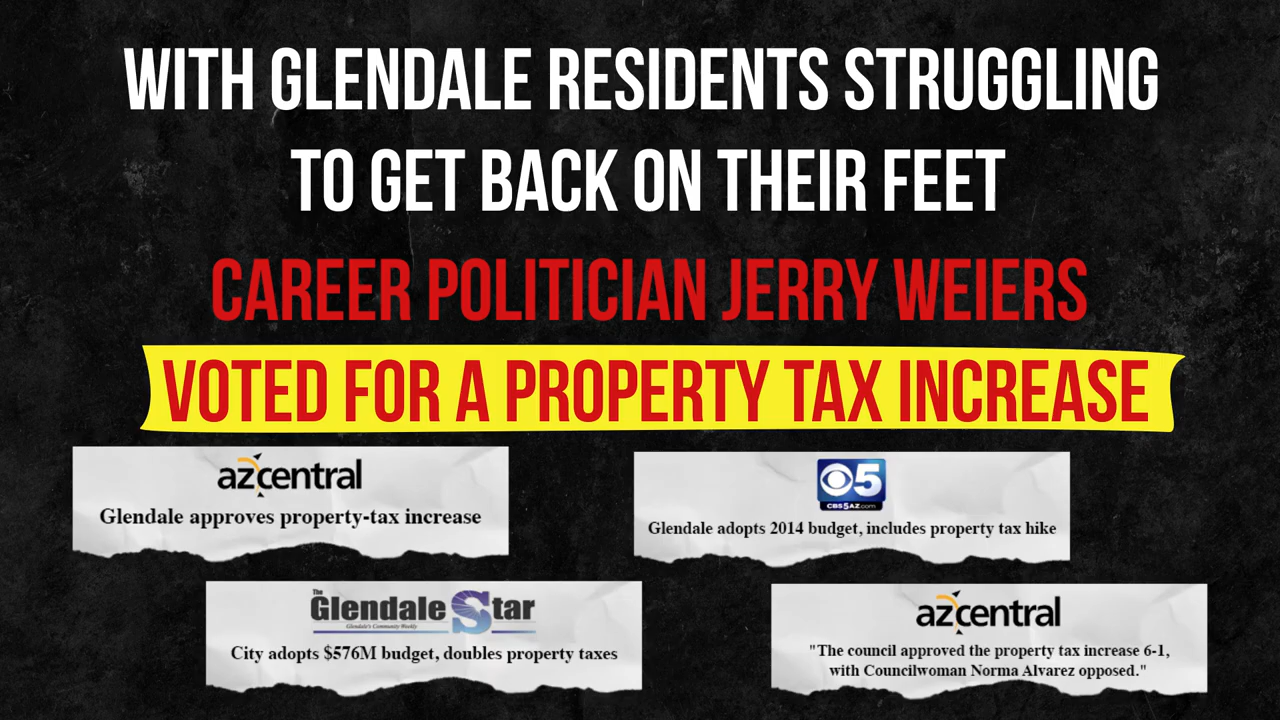 WITH GLENDALE RESIDENTS STRUGGLING
TO GET BACK ON THEIR FEET
CAREER POLITICIAN JERRY WEIERS
VOTED FOR A PROPERTY TAX INCREASE
azcentral
Glendale approves property-tax increase
5
CBS5AZ.com
Glendale adopts 2014 budget, includes property tax hike
The
Glendale Star
Glendale's Community Weekly
City adopts $576M budget, doubles property taxes
azcentral
"The council approved the property tax increase 6-1,
with Councilwoman Norma Alvarez opposed."